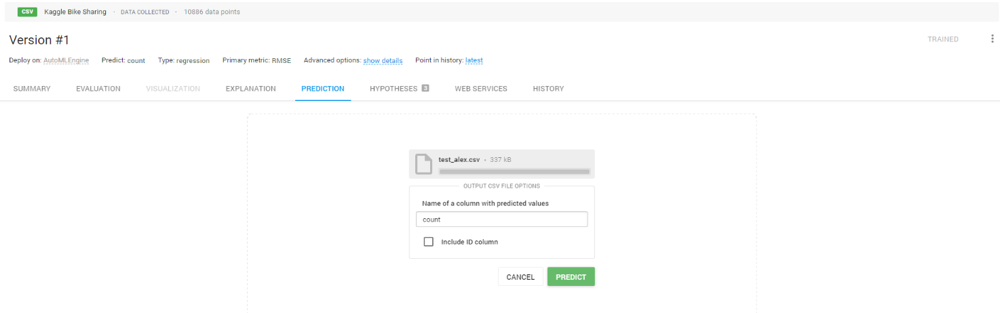 CSV Kaggle Bike Sharing · DATA COLLECTED · 10886 data points
Version #1
TRAINED
Deploy on: AutoMLEngine Predict: count Type: regression Primary metric: RMSE Advanced options: show details Point in history: latest
SUMMARY EVALUATION VISUALIZATION EXPLANATION PREDICTION HYPOTHESES 3 WEB SERVICES HISTORY
test_alex.csv • 337 kB
OUTPUT CSV FILE OPTIONS
Name of a column with predicted values
count
Include ID column
CANCEL PREDICT